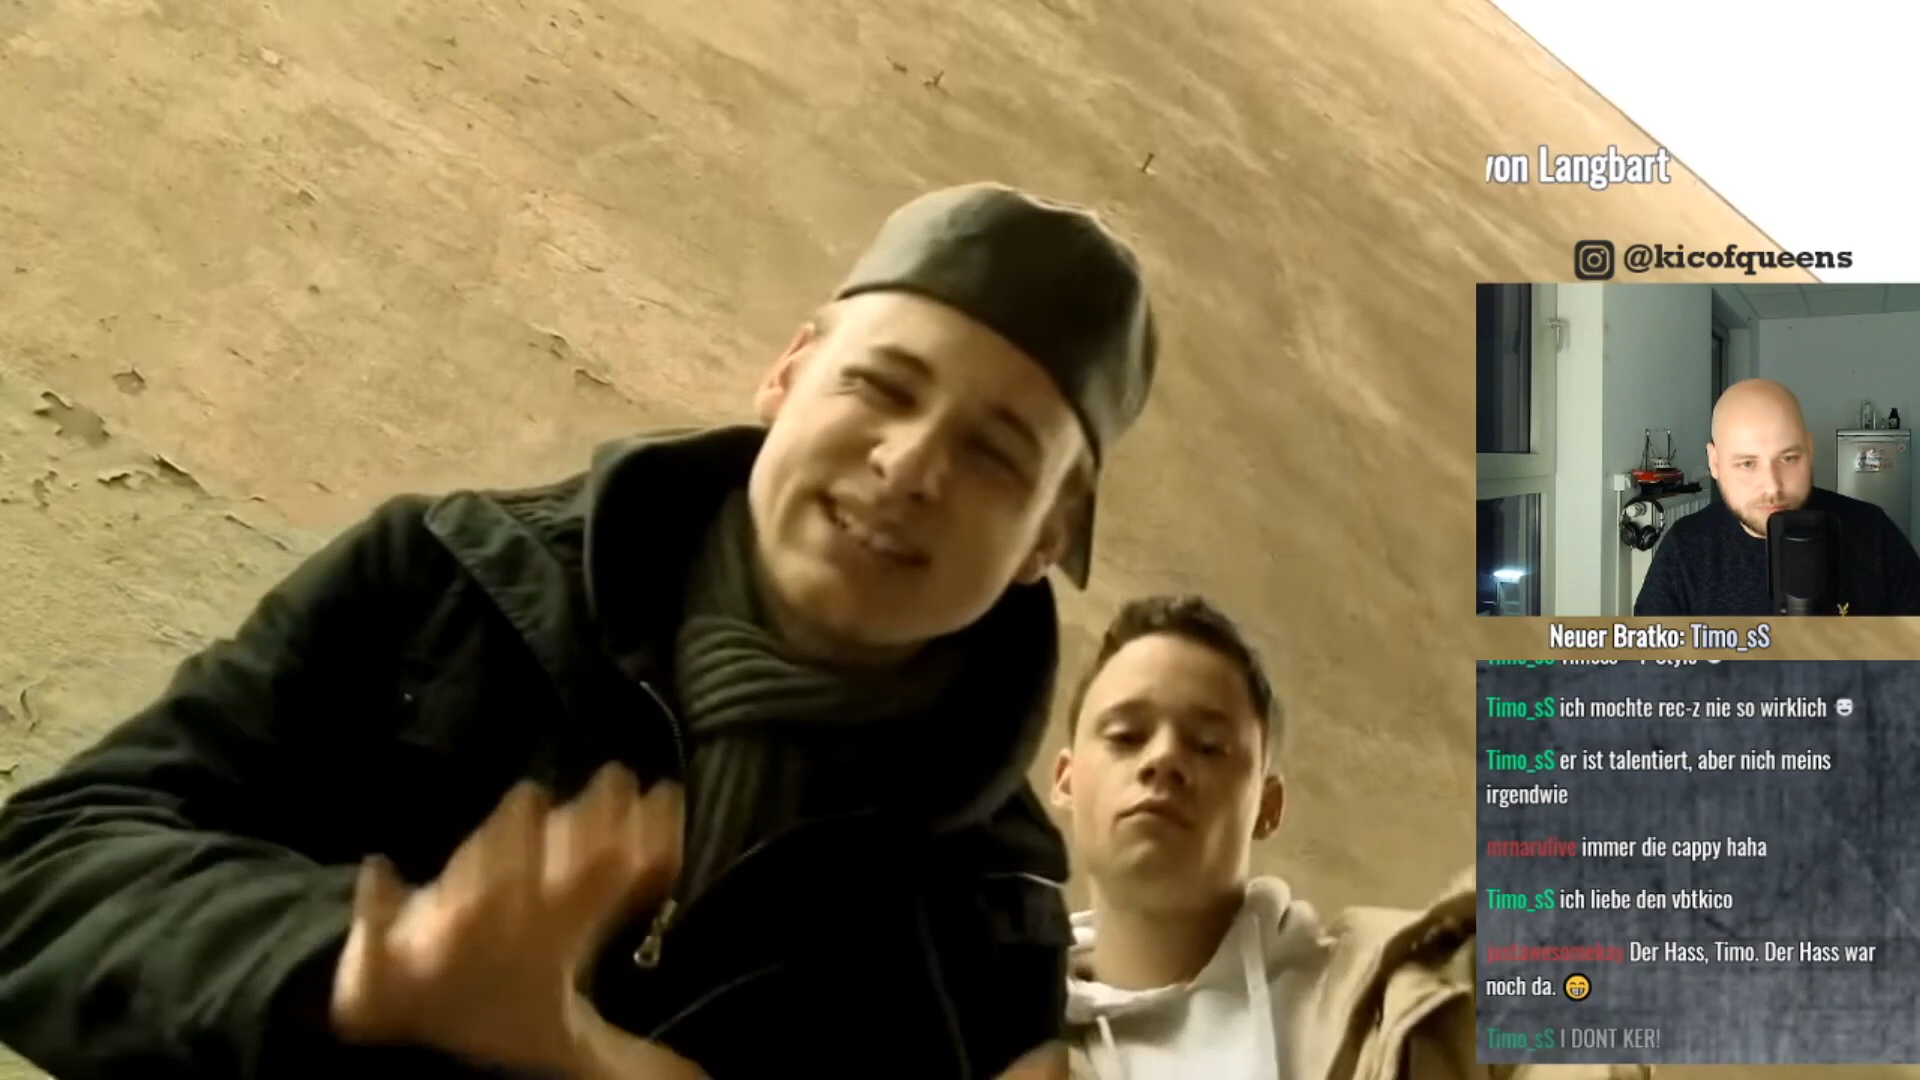 von Langbart
@kicofqueens
Neuer Bratko: Timo_sS
Timo_sS ich mochte rec-z nie so wirklich
Timo_sS er ist talentiert, aber nich meins
irgendwie
mrnarulive immer die cappy haha
Timo_sS ich liebe den vbtkico
Der Hass, Timo. Der Hass war
noch da.
Timo_sS I DONT KER!